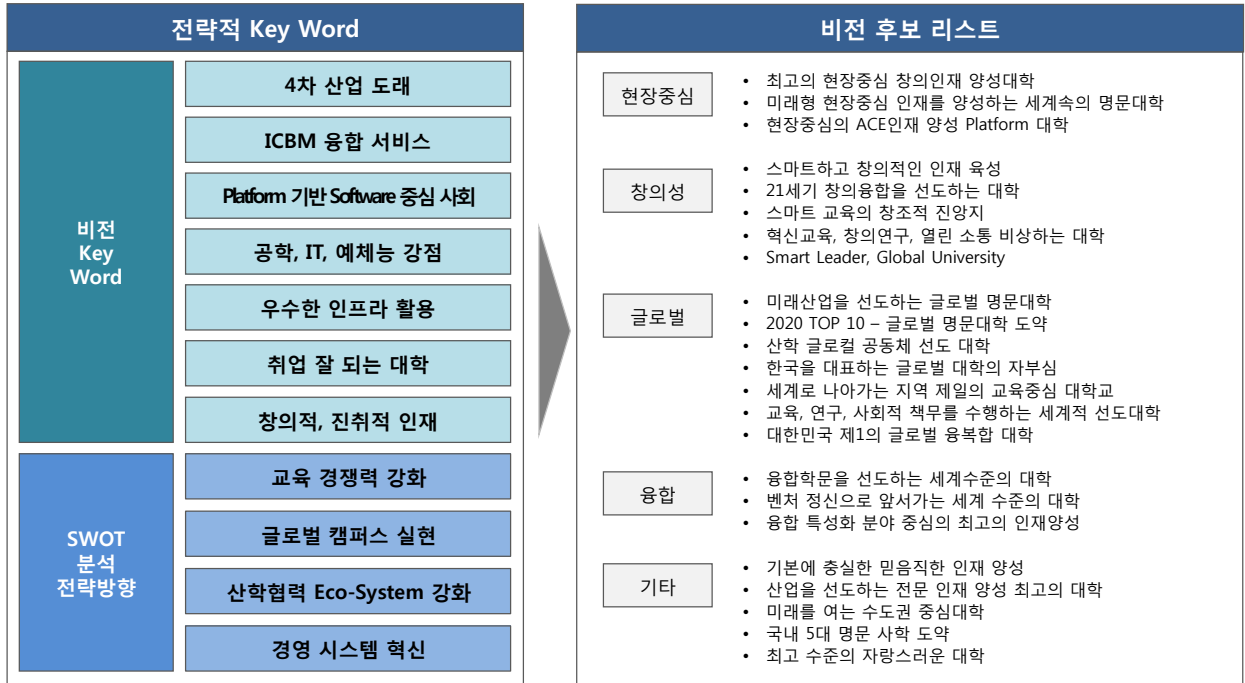 전략적 Key Word
비전
Key
Word
4차 산업 도래
ICBM 융합 서비스
Platform 기반 Software 중심 사회
공학, IT, 예체능 강점
우수한 인프라 활용
취업 잘 되는 대학
창의적, 진취적 인재
SWOT
분석
전략방향
교육 경쟁력 강화
글로벌 캠퍼스 실현
산학협력 Eco-System 강화
경영 시스템 혁신
비전 후보 리스트
현장중심
• 최고의 현장중심 창의인재 양성대학
• 미래형 현장중심 인재를 양성하는 세계속의 명문대학
• 현장중심의 ACE인재 양성 Platform 대학
창의성
• 스마트하고 창의적인 인재 육성
• 21세기 창의융합을 선도하는 대학
• 스마트 교육의 창조적 진앙지
• 혁신교육, 창의연구, 열린 소통 비상하는 대학
• Smart Leader, Global University
글로벌
• 미래산업을 선도하는 글로벌 명문대학
• 2020 TOP 10 – 글로벌 명문대학 도약
• 산학 글로컬 공동체 선도 대학
• 한국을 대표하는 글로벌 대학의 자부심
• 세계로 나아가는 지역 제일의 교육중심 대학교
• 교육, 연구, 사회적 책무를 수행하는 세계적 선도대학
• 대한민국 제1의 글로벌 융복합 대학
융합
• 융합학문을 선도하는 세계수준의 대학
• 벤처 정신으로 앞서가는 세계 수준의 대학
• 융합 특성화 분야 중심의 최고의 인재양성
기타
• 기본에 충실한 믿음직한 인재 양성
• 산업을 선도하는 전문 인재 양성 최고의 대학
• 미래를 여는 수도권 중심대학
• 국내 5대 명문 사학 도약
• 최고 수준의 자랑스러운 대학